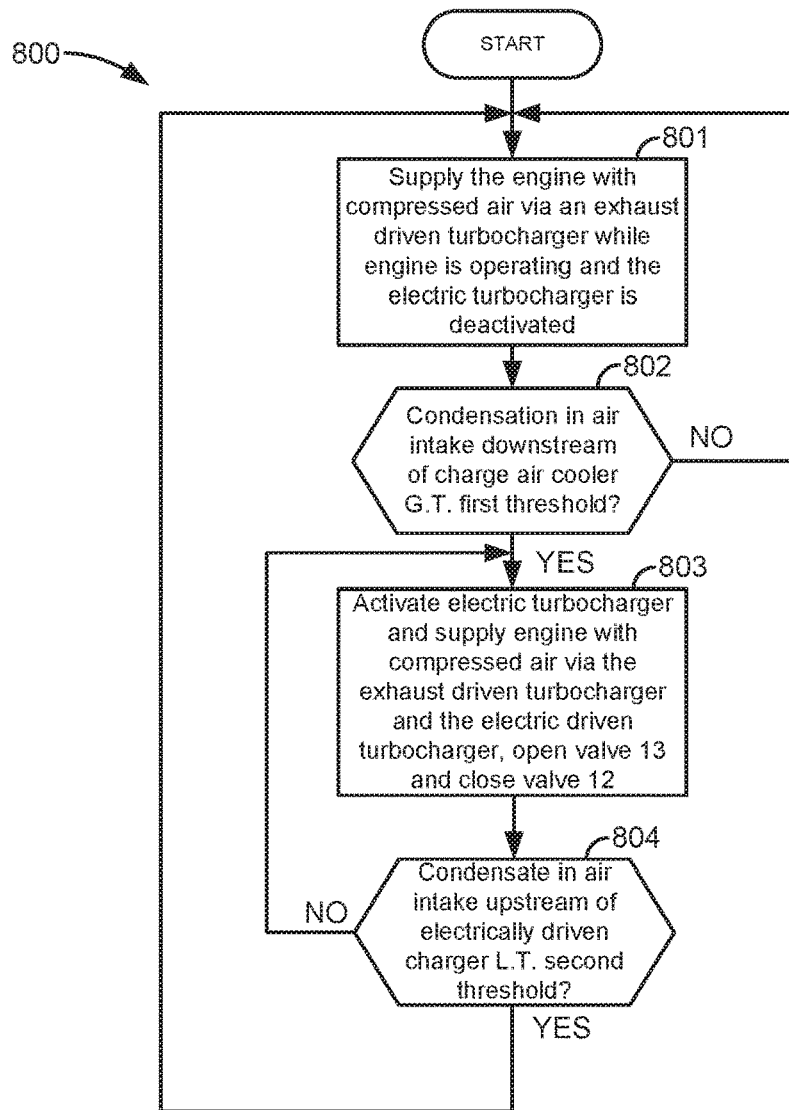 800
START
801
Supply the engine with
compressed air via an exhaust
driven turbocharger while
engine is operating and the
electric turbocharger is
deactivated
802
Condensation in air
intake downstream
of charge air cooler
G.T. first threshold?
NO
YES
803
Activate electric turbocharger
and supply engine with
compressed air via the
exhaust driven turbocharger
and the electric driven
turbocharger, open valve 13
and close valve 12
804
Condensate in air
intake upstream of
electrically driven
charger L.T. second
threshold?
NO
YES